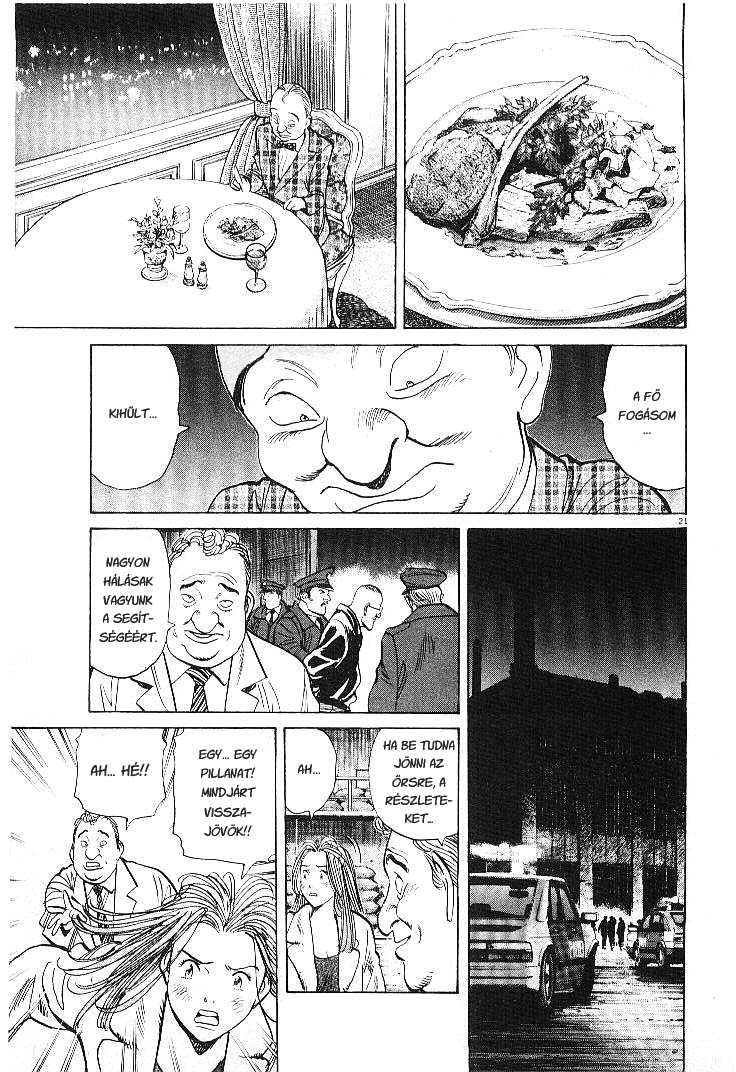 A FŐ
FOGÁSOM
...
KIHŰLT...
21
NAGYON
HÁLÁSAK
VAGYUNK
A SEGÍT-
SÉGÉÉRT.
HA BE TUDNA
JÖNNI AZ
ŐRSRE, A
RÉSZLETE-
KET...
AH...
EGY... EGY
PILLANAT!
MINDJÁRT
VISSZA-
JÖVÖK!!
AH... HÉ!!